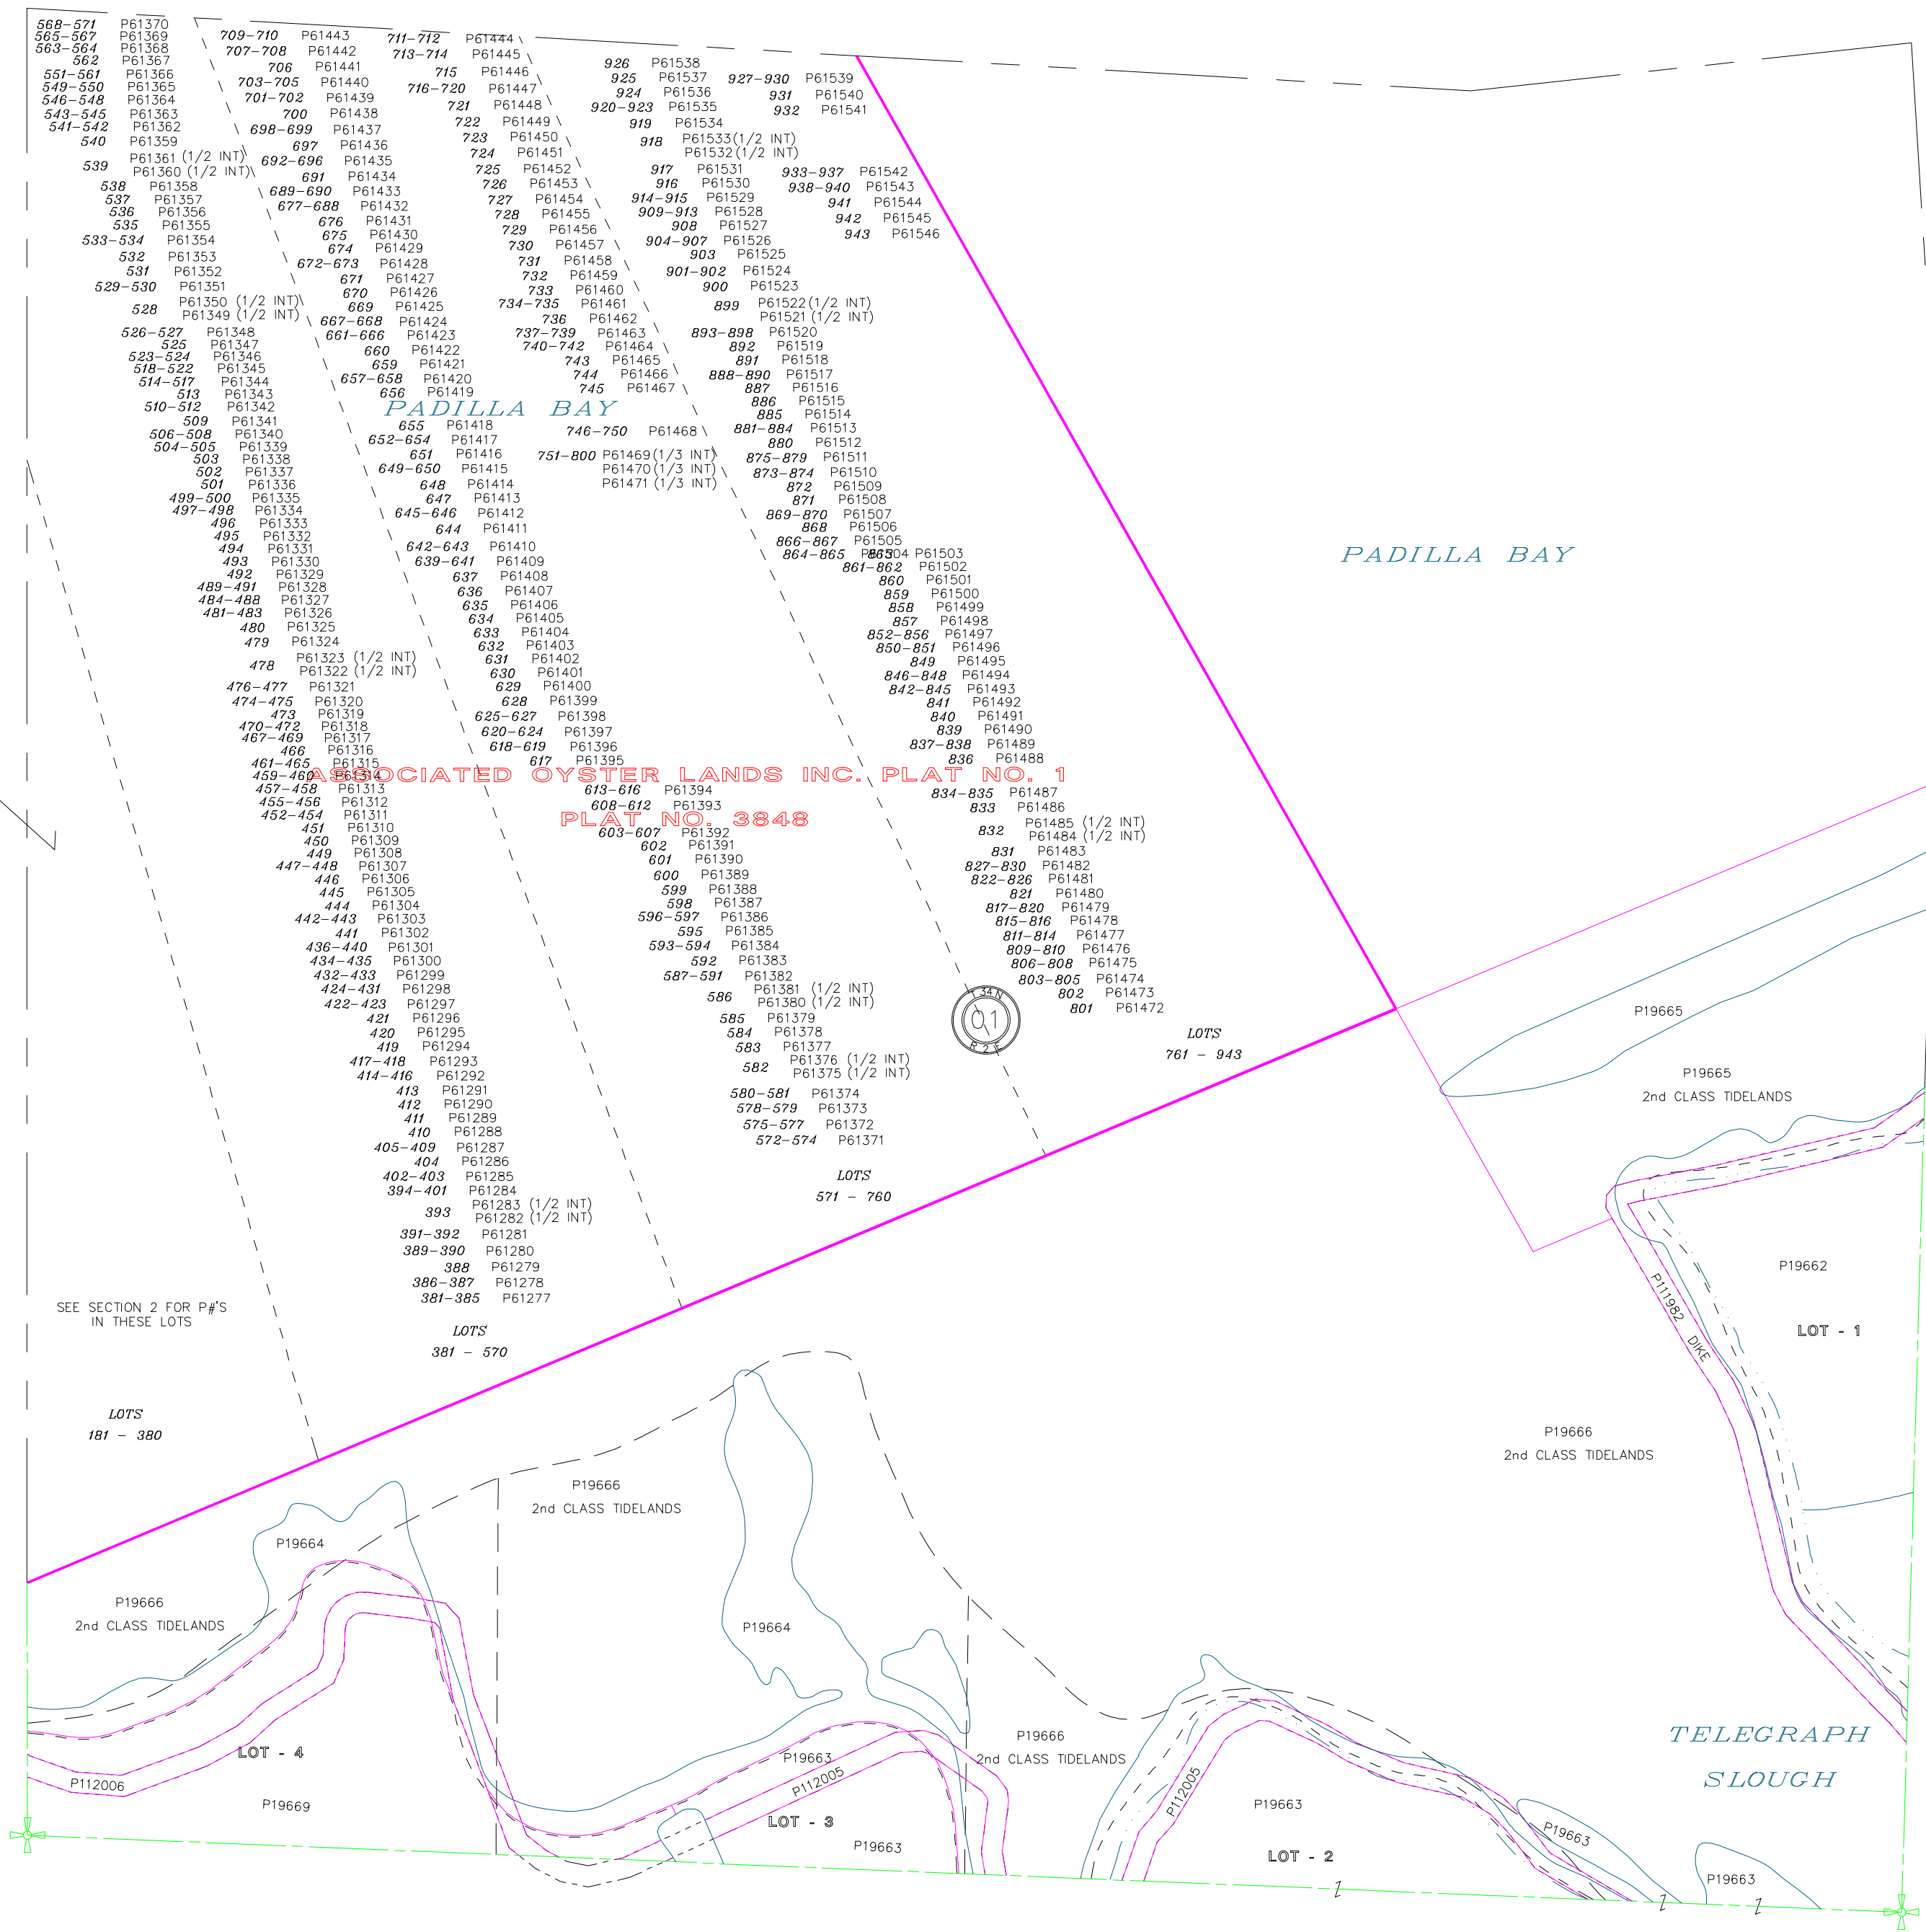 568-571 P61370
565-567 P61369
563-564 P61368
562 P61367
551-561 P61366
549-550 P61365
546-548 P61364
543-545 P61363
541-542 P61362
540 P61359
539 P61361 (1/2 INT)
P61360 (1/2 INT)
538 P61358
537 P61357
536 P61356
535 P61355
533-534 P61354
532 P61353
531 P61352
529-530 P61351
528 P61350 (1/2 INT)
P61349 (1/2 INT)
526-527 P61348
525 P61347
523-524 P61346
518-522 P61345
514-517 P61344
513 P61343
510-512 P61342
509 P61341
506-508 P61340
504-505 P61339
503 P61338
502 P61337
501 P61336
499-500 P61335
497-498 P61334
496 P61333
495 P61332
494 P61331
493 P61330
492 P61329
489-491 P61328
484-488 P61327
481-483 P61326
480 P61325
479 P61324
478 P61323 (1/2 INT)
P61322 (1/2 INT)
476-477 P61321
474-475 P61320
473 P61319
470-472 P61318
467-469 P61317
466 P61316
461-465 P61315
459-460 P61314
457-458 P61313
455-456 P61312
452-454 P61311
451 P61310
450 P61309
449 P61308
447-448 P61307
446 P61306
445 P61305
444 P61304
442-443 P61303
441 P61302
436-440 P61301
434-435 P61300
432-433 P61299
424-431 P61298
422-423 P61297
421 P61296
420 P61295
419 P61294
417-418 P61293
414-416 P61292
413 P61291
412 P61290
411 P61289
410 P61288
405-409 P61287
404 P61286
402-403 P61285
394-401 P61284
393 P61283 (1/2 INT)
P61282 (1/2 INT)
391-392 P61281
389-390 P61280
388 P61279
386-387 P61278
381-385 P61277
LOTS
381 - 570
709-710 P61443
707-708 P61442
706 P61441
703-705 P61440
701-702 P61439
700 P61438
698-699 P61437
697 P61436
692-696 P61435
691 P61434
689-690 P61433
677-688 P61432
676 P61431
675 P61430
674 P61429
672-673 P61428
671 P61427
670 P61426
669 P61425
667-668 P61424
661-666 P61423
660 P61422
659 P61421
657-658 P61420
656 P61419
PADILLA BAY
655 P61418
652-654 P61417
651 P61416
649-650 P61415
648 P61414
647 P61413
645-646 P61412
644 P61411
642-643 P61410
639-641 P61409
637 P61408
636 P61407
635 P61406
634 P61405
633 P61404
632 P61403
631 P61402
630 P61401
629 P61400
628 P61399
625-627 P61398
620-624 P61397
618-619 P61396
617 P61395
ASSOCIATED OYSTER LANDS INC. PLAT NO. 1
613-616 P61394
608-612 P61393
PLAT NO. 3848
603-607 P61392
602 P61391
601 P61390
600 P61389
599 P61388
598 P61387
596-597 P61386
595 P61385
593-594 P61384
592 P61383
587-591 P61382
586 P61381 (1/2 INT)
P61380 (1/2 INT)
585 P61379
584 P61378
583 P61377
582 P61376 (1/2 INT)
P61375 (1/2 INT)
580-581 P61374
578-579 P61373
575-577 P61372
572-574 P61371
LOTS
571 - 760
711-712 P61444
713-714 P61445
715 P61446
716-720 P61447
721 P61448
722 P61449
723 P61450
724 P61451
725 P61452
726 P61453
727 P61454
728 P61455
729 P61456
730 P61457
731 P61458
732 P61459
733 P61460
734-735 P61461
736 P61462
737-739 P61463
740-742 P61464
743 P61465
744 P61466
745 P61467
746-750 P61468
751-800 P61469 (1/3 INT)
P61470 (1/3 INT)
P61471 (1/3 INT)
926 P61538
925 P61537
924 P61536
920-923 P61535
919 P61534
918 P61533 (1/2 INT)
P61532 (1/2 INT)
917 P61531
916 P61530
914-915 P61529
909-913 P61528
908 P61527
904-907 P61526
903 P61525
901-902 P61524
900 P61523
899 P61522 (1/2 INT)
P61521 (1/2 INT)
893-898 P61520
892 P61519
891 P61518
888-890 P61517
887 P61516
886 P61515
885 P61514
881-884 P61513
880 P61512
875-879 P61511
873-874 P61510
872 P61509
871 P61508
869-870 P61507
868 P61506
866-867 P61505
864-865 P61504
863 P61503
861-862 P61502
860 P61501
859 P61500
858 P61499
857 P61498
852-856 P61497
850-851 P61496
849 P61495
846-848 P61494
842-845 P61493
841 P61492
840 P61491
839 P61490
837-838 P61489
836 P61488
834-835 P61487
833 P61486
832 P61485 (1/2 INT)
P61484 (1/2 INT)
831 P61483
827-830 P61482
822-826 P61481
821 P61480
817-820 P61479
815-816 P61478
811-814 P61477
809-810 P61476
806-808 P61475
803-805 P61474
802 P61473
801 P61472
LOTS
761 - 943
927-930 P61539
931 P61540
932 P61541
933-937 P61542
938-940 P61543
941 P61544
942 P61545
943 P61546
T 34 N
01
R 2 E
PADILLA BAY
P19665
P19665
2nd CLASS TIDELANDS
P19662
LOT - 1
P111982 DIKE
P19666
2nd CLASS TIDELANDS
SEE SECTION 2 FOR P#'S
IN THESE LOTS
LOTS
181 - 380
P19666
2nd CLASS TIDELANDS
P19664
P19666
2nd CLASS TIDELANDS
P19664
P19666
2nd CLASS TIDELANDS
TELEGRAPH
SLOUGH
LOT - 4
P112006
P19669
P19663
P112005
LOT - 3
P19663
P112005
P19663
LOT - 2
P19663
P19663